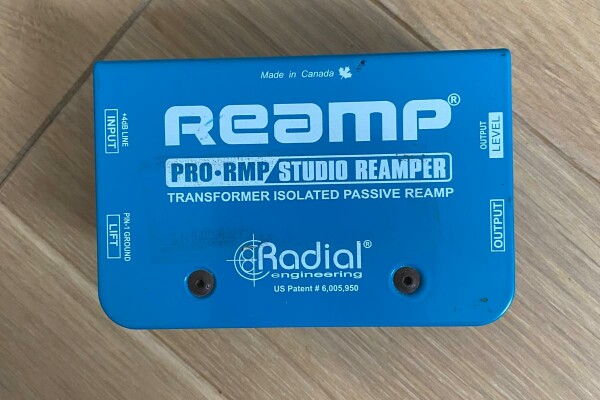 Made in Canada
Reamp®
PRO•RMP/STUDIO REAMPER
TRANSFORMER ISOLATED PASSIVE REAMP
Radial®
engineering
US Patent # 6,005,950
+4dB LINE
INPUT
PIN-1 GROUND
LIFT
OUTPUT
LEVEL
OUTPUT